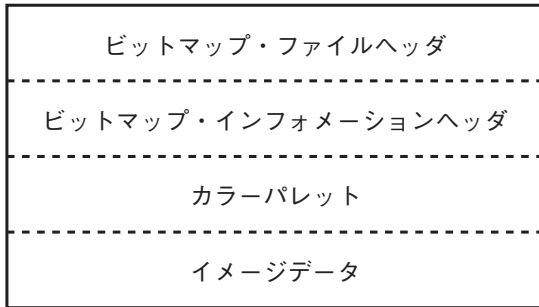 ビットマップ・ファイルヘッダ
ビットマップ・インフォメーションヘッダ
カラーパレット
イメージデータ